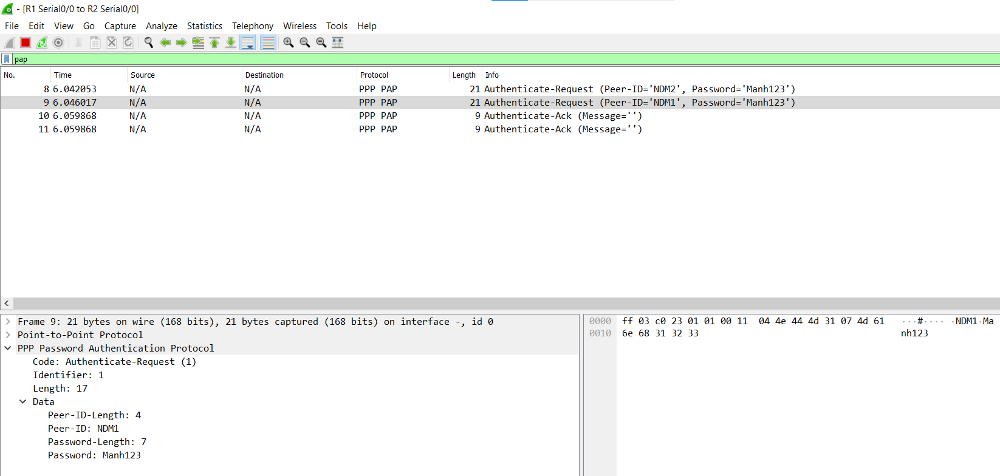 - [R1 Serial0/0 to R2 Serial0/0]
File Edit View Go Capture Analyze Statistics Telephony Wireless Tools Help
pap
No. Time Source Destination Protocol Length Info
8 6.042053 N/A N/A PPP PAP 21 Authenticate-Request (Peer-ID='NDM2', Password='Manh123')
9 6.046017 N/A N/A PPP PAP 21 Authenticate-Request (Peer-ID='NDM1', Password='Manh123')
10 6.059868 N/A N/A PPP PAP 9 Authenticate-Ack (Message='')
11 6.059868 N/A N/A PPP PAP 9 Authenticate-Ack (Message='')
Frame 9: 21 bytes on wire (168 bits), 21 bytes captured (168 bits) on interface -, id 0
Point-to-Point Protocol
PPP Password Authentication Protocol
Code: Authenticate-Request (1)
Identifier: 1
Length: 17
Data
Peer-ID-Length: 4
Peer-ID: NDM1
Password-Length: 7
Password: Manh123
0000 ff 03 c0 23 01 01 00 11 04 4e 44 4d 31 07 4d 61 ···#···· ·NDM1·Ma
0010 6e 68 31 32 33 nh123